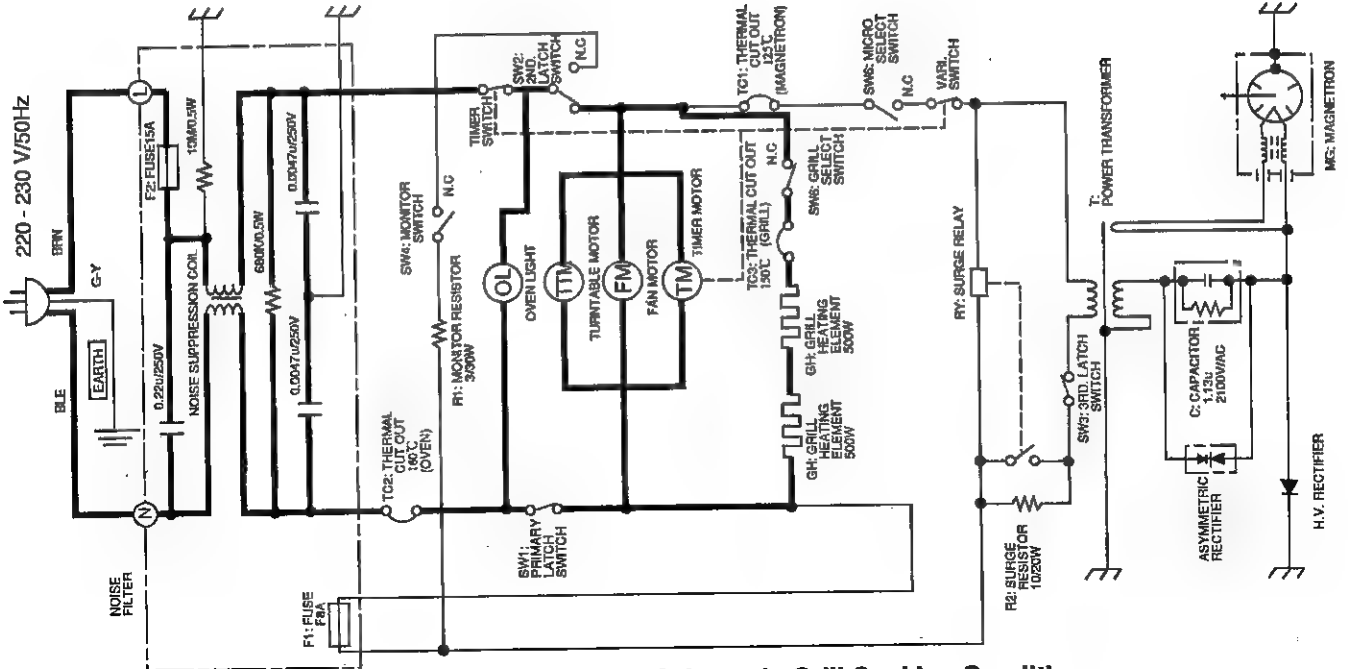 220 - 230 V/50Hz
BLE
G-Y
BRN
EARTH
N
L
NOISE
FILTER
0.22u/250V
F2: FUSE15A
10M/0.5W
NOISE SUPPRESSION COIL
680K/0.5W
0.0047u/250V
0.0047u/250V
TC2: THERMAL
CUT OUT
160°C
(OVEN)
SW4: MONITOR
SWITCH
N.C
R1: MONITOR RESISTOR
3/30W
TIMER
SWITCH
SW2:
2ND.
LATCH
SWITCH
N.C
OL
OVEN LIGHT
TTM
TURNTABLE MOTOR
FM
FAN MOTOR
TM
TIMER MOTOR
SW1:
PRIMARY
LATCH
SWITCH
F1: FUSE
F8A
TC1: THERMAL
CUT OUT
125°C
(MAGNETRON)
SW6: MICRO
SELECT
SWITCH
N.C
VARI.
SWITCH
N.C
GRILL
SELECT
SWITCH
TC3: THERMAL CUT OUT
150°C (GRILL)
GH: GRILL
HEATING
ELEMENT
500W
GH: GRILL
HEATING
ELEMENT
500W
RY: SURGE RELAY
R2: SURGE
RESISTOR
10/20W
SW3: 3RD. LATCH
SWITCH
T:
POWER TRANSFORMER
MG: MAGNETRON
C: CAPACITOR
1.13u
2100V/AC
ASYMMETRIC
RECTIFIER
H.V. RECTIFIER